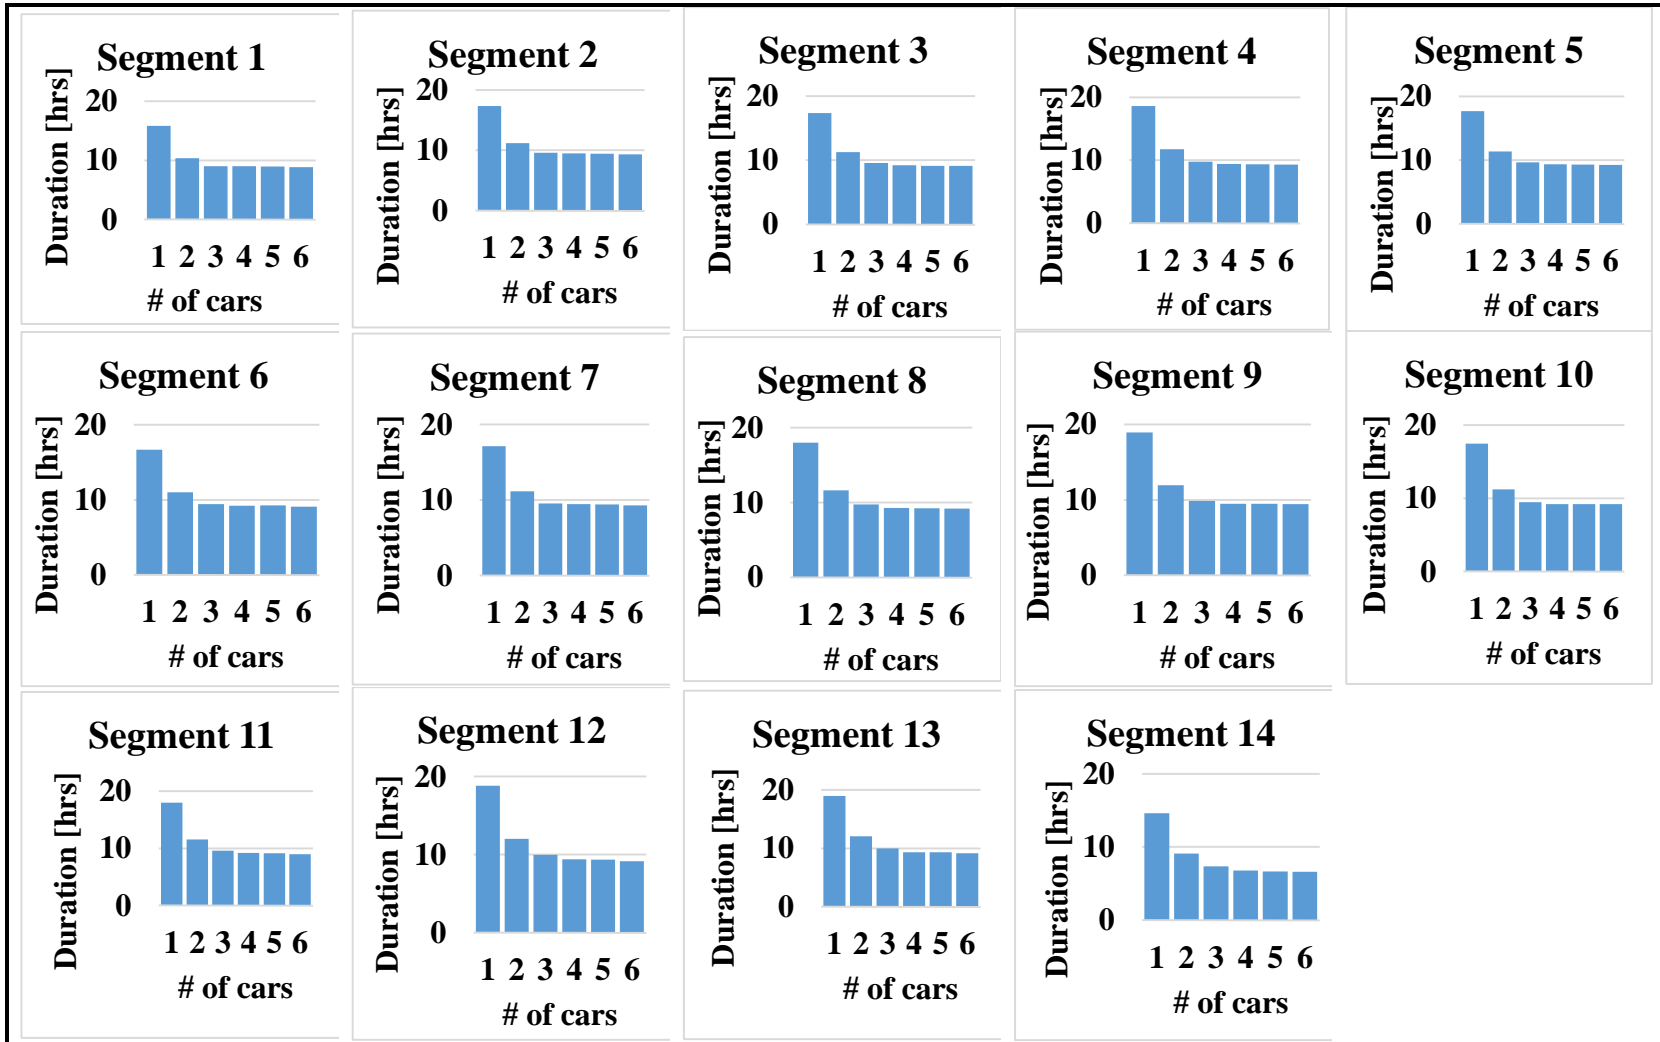 Segment 1
Duration [hrs]
20
10
0
1 2 3 4 5 6
# of cars
Segment 2
Duration [hrs]
20
10
0
1 2 3 4 5 6
# of cars
Segment 3
Duration [hrs]
20
10
0
1 2 3 4 5 6
# of cars
Segment 4
Duration [hrs]
20
10
0
1 2 3 4 5 6
# of cars
Segment 5
Duration [hrs]
20
10
0
1 2 3 4 5 6
# of cars
Segment 6
Duration [hrs]
20
10
0
1 2 3 4 5 6
# of cars
Segment 7
Duration [hrs]
20
10
0
1 2 3 4 5 6
# of cars
Segment 8
Duration [hrs]
20
10
0
1 2 3 4 5 6
# of cars
Segment 9
Duration [hrs]
20
10
0
1 2 3 4 5 6
# of cars
Segment 10
Duration [hrs]
20
10
0
1 2 3 4 5 6
# of cars
Segment 11
Duration [hrs]
20
10
0
1 2 3 4 5 6
# of cars
Segment 12
Duration [hrs]
20
10
0
1 2 3 4 5 6
# of cars
Segment 13
Duration [hrs]
20
10
0
1 2 3 4 5 6
# of cars
Segment 14
Duration [hrs]
20
10
0
1 2 3 4 5 6
# of cars